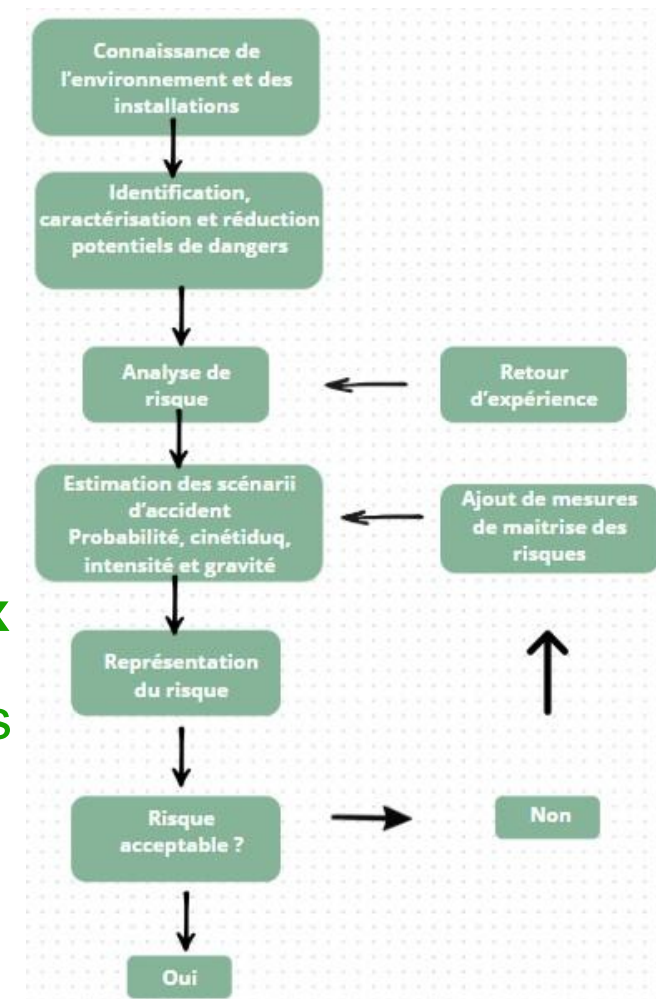 Connaissance de
l'environnement et des
installations
Identification,
caractérisation et réduction
potentiels de dangers
Analyse de
risque
Retour
d'expérience
Estimation des scénarii
d'accident
Probabilité, cinétiduq,
intensité et gravité
Ajout de mesures
de maitrise des
risques
x
s
Représentation
du risque
Risque
acceptable ?
Non
Oui